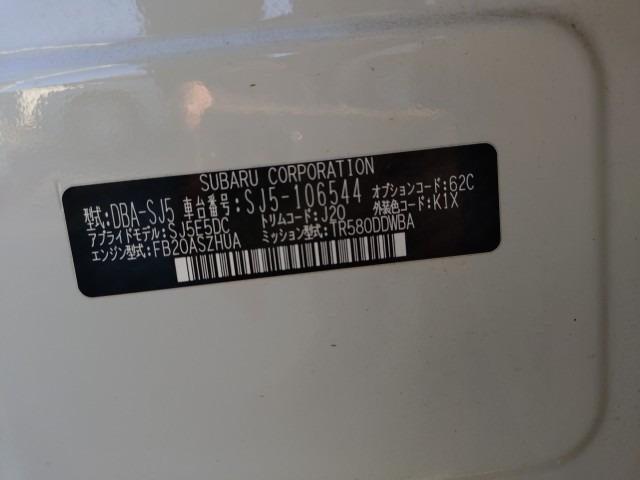 SUBARU CORPORATION
型式:DBA-SJ5 車台番号:SJ5-106544 オプションコード:62C
アプライドモデル:SJ5E5DC トリムコード:J20 外装色コード:K1X
エンジン型式:FB20ASZHUA ミッション型式:TR580DDWBA